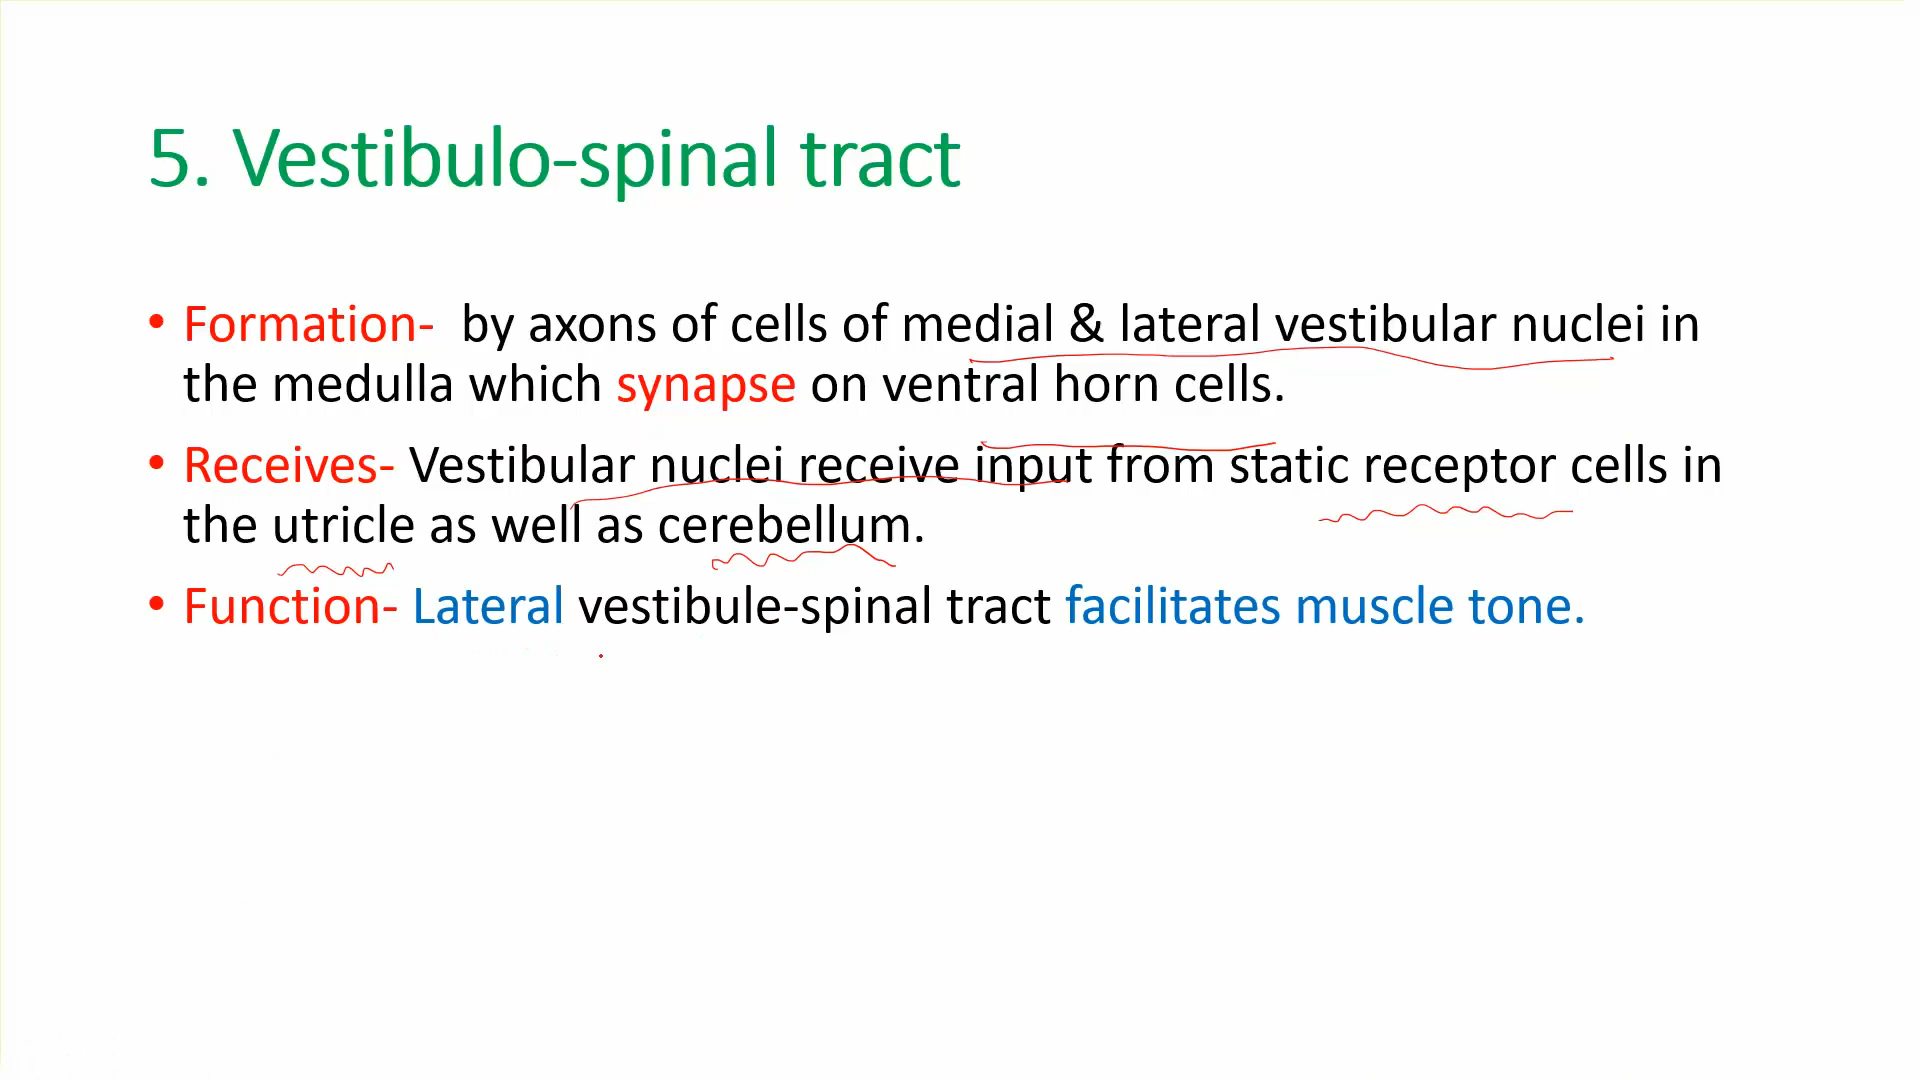 5. Vestibulo-spinal tract
• Formation-  by axons of cells of medial & lateral vestibular nuclei in
the medulla which synapse on ventral horn cells.
• Receives- Vestibular nuclei receive input from static receptor cells in
the utricle as well as cerebellum.
• Function- Lateral vestibule-spinal tract facilitates muscle tone.